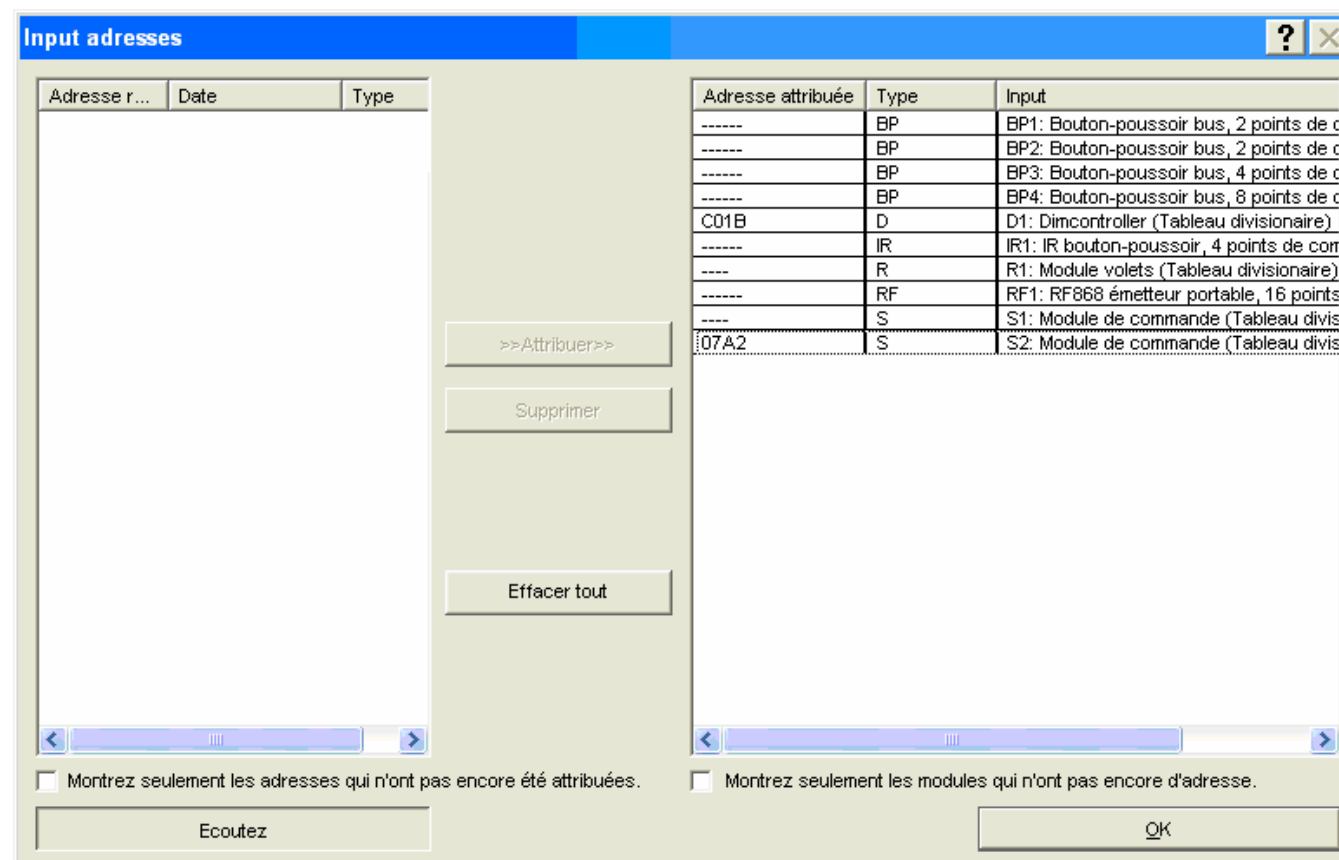 Input adresses
Adresse r... Date Type
Adresse attribuée Type Input
------ BP BP1: Bouton-poussoir bus, 2 points de
------ BP BP2: Bouton-poussoir bus, 2 points de
------ BP BP3: Bouton-poussoir bus, 4 points de
------ BP BP4: Bouton-poussoir bus, 8 points de
C01B D D1: Dimcontroller (Tableau divisionaire)
------ IR IR1: IR bouton-poussoir, 4 points de
---- R R1: Module volets (Tableau divisionaire)
------ RF RF1: RF868 émetteur portable, 16 points
---- S S1: Module de commande (Tableau
07A2 S S2: Module de commande (Tableau
>>Attribuer>>
Supprimer
Effacer tout
Montrez seulement les adresses qui n'ont pas encore été attribuées.
Montrez seulement les modules qui n'ont pas encore d'adresse.
Ecoutez
OK